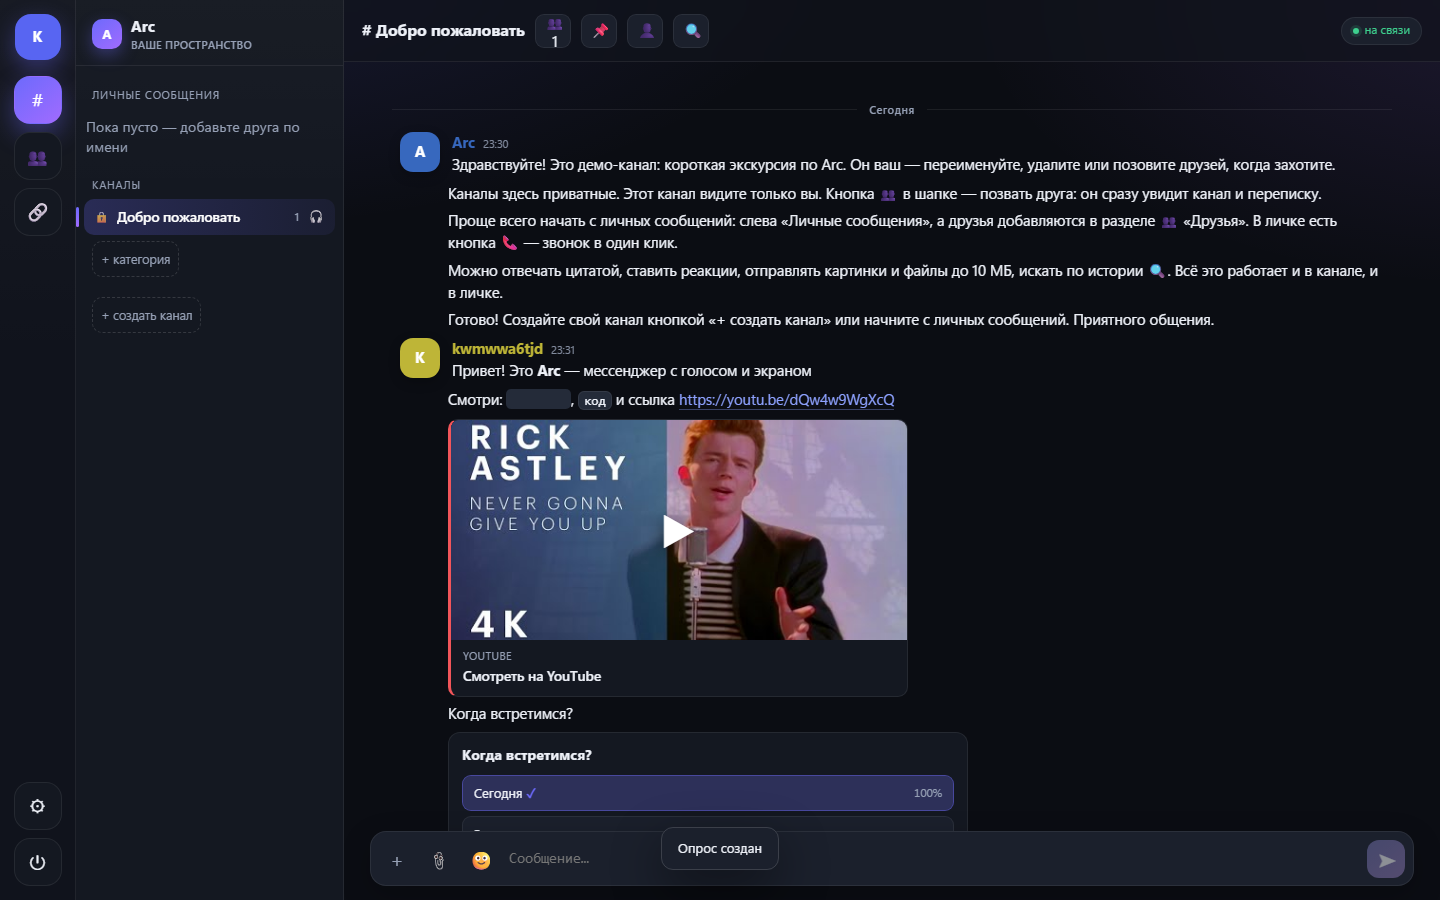 K
A
Arc
ВАШЕ ПРОСТРАНСТВО
#
ЛИЧНЫЕ СООБЩЕНИЯ
Пока пусто — добавьте друга по
имени
КАНАЛЫ
Добро пожаловать 1
+ категория
+ создать канал
# Добро пожаловать
1
на связи
Сегодня
A
Arc 23:30
Здравствуйте! Это демо-канал: короткая экскурсия по Arc. Он ваш — переименуйте, удалите или позовите друзей, когда захотите.
Каналы здесь приватные. Этот канал видите только вы. Кнопка 👥 в шапке — позвать друга: он сразу увидит канал и переписку.
Проще всего начать с личных сообщений: слева «Личные сообщения», а друзья добавляются в разделе 👥 «Друзья». В личке есть
кнопка 📞 — звонок в один клик.
Можно отвечать цитатой, ставить реакции, отправлять картинки и файлы до 10 МБ, искать по истории 🔍. Всё это работает и в канале, и
в личке.
Готово! Создайте свой канал кнопкой «+ создать канал» или начните с личных сообщений. Приятного общения.
K
kwmwwa6tjd 23:31
Привет! Это Arc — мессенджер с голосом и экраном
Смотри: , код и ссылка https://youtu.be/dQw4w9WgXcQ
RICK
ASTLEY
NEVER GONNA
GIVE YOU UP
4K
YOUTUBE
Смотреть на YouTube
Когда встретимся?
Когда встретимся?
Сегодня ✓ 100%
+ Сообщение...
Опрос создан